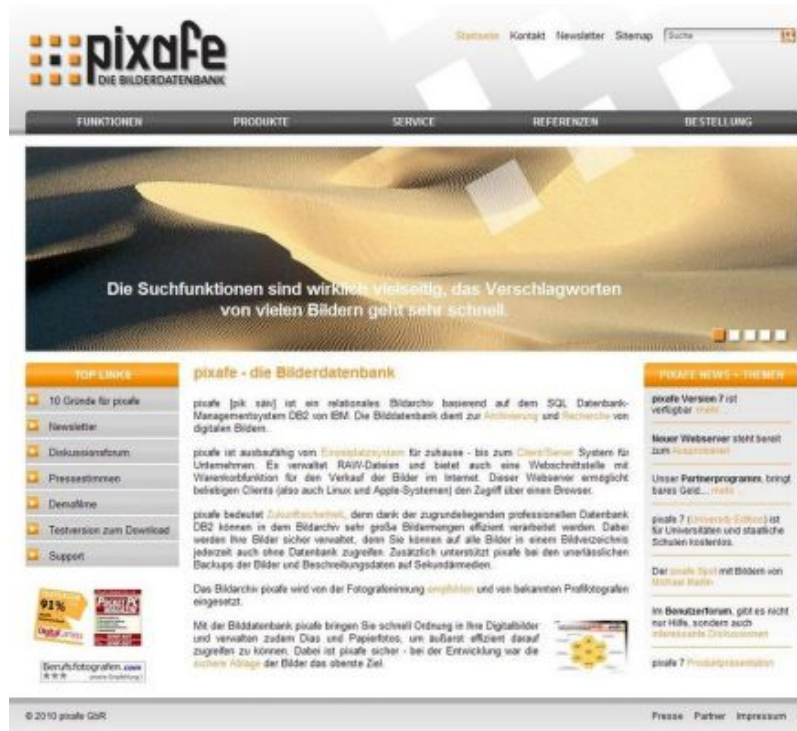 pixafe
DIE BILDERDATENBANK
Startseite Kontakt Newsletter Sitemap Suche
FUNKTIONEN PRODUKTE SERVICE REFERENZEN BESTELLUNG
Die Suchfunktionen sind wirklich vielseitig, das Verschlagworten
von vielen Bildern geht sehr schnell.
TOP LINKS
10 Gründe für pixafe
Newsletter
Diskussionsforum
Pressestimmen
Demofilme
Testversion zum Download
Support
91%
Berufsfotografen.com
pixafe - die Bilderdatenbank
pixafe [pik säiv] ist ein relationales Bildarchiv basierend auf dem SQL Datenbank-
Managementsystem DB2 von IBM. Die Bilddatenbank dient zur Archivierung und Recherche von
digitalen Bildern.
pixafe ist ausbaufähig vom Einzelplatzsystem für zuhause - bis zum Client/Server System für
Unternehmen. Es verwaltet RAW-Dateien und bietet auch eine Webschnittstelle mit
Warenkorbfunktion für den Verkauf der Bilder im Internet. Dieser Webserver ermöglicht
beliebigen Clients (also auch Linux und Apple-Systemen) den Zugriff über einen Browser.
pixafe bedeutet Zukunftssicherheit, denn dank der zugrundeliegenden professionellen Datenbank
DB2 können in dem Bildarchiv sehr große Bildermengen effizient verarbeitet werden. Dabei
werden Ihre Bilder sicher verwaltet, denn Sie können auf alle Bilder in einem Bildverzeichnis
jederzeit auch ohne Datenbank zugreifen. Zusätzlich unterstützt pixafe bei den unerlässlichen
Backups der Bilder und Beschreibungsdaten auf Sekundärmedien.
Das Bildarchiv pixafe wird von der Fotografeninnung empfohlen und von bekannten Profifotografen
eingesetzt.
Mit der Bilddatenbank pixafe bringen Sie schnell Ordnung in Ihre Digitalbilder
und verwalten zudem Dias und Papierfotos, um äußerst effizient darauf
zugreifen zu können. Dabei ist pixafe sicher - bei der Entwicklung war die
sichere Ablage der Bilder das oberste Ziel.
PIXAFE NEWS + THEMEN
pixafe Version 7 ist
verfügbar mehr...
Neuer Webserver steht bereit
zum Ausprobieren
Unser Partnerprogramm, bringt
bares Geld... mehr...
pixafe 7 (University-Edition) ist
für Universitäten und staatliche
Schulen kostenlos.
Der pixafe Spot mit Bildern von
Michael Martin
Im Benutzerforum, gibt es nicht
nur Hilfe, sondern auch
interessante Diskussionen
pixafe 7 Produktpräsentation
© 2010 pixafe GbR
Presse Partner Impressum